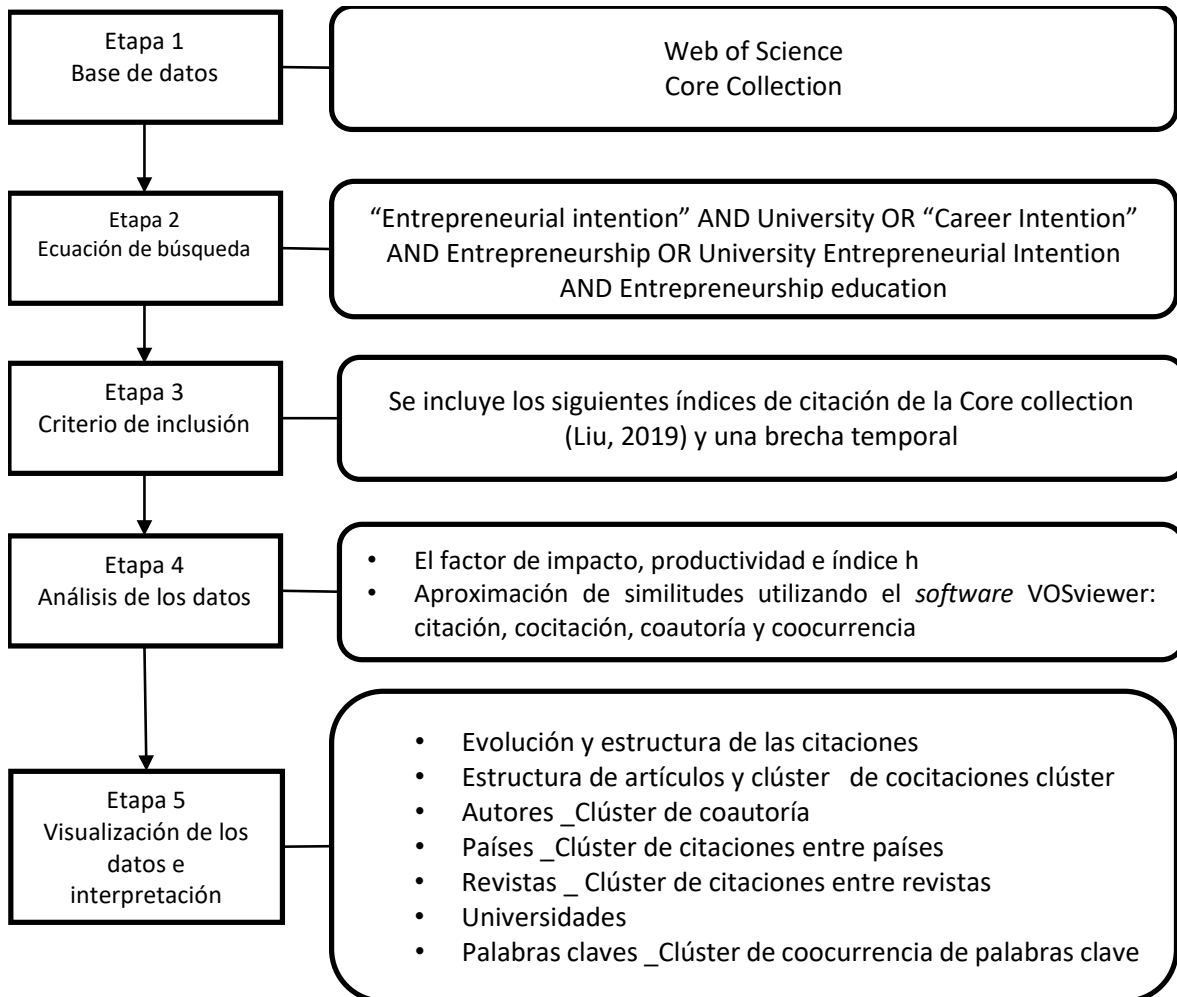 Etapa 1
Base de datos
Web of Science
Core Collection
Etapa 2
Ecuación de búsqueda
“Entrepreneurial intention” AND University OR “Career Intention”
AND Entrepreneurship OR University Entrepreneurial Intention
AND Entrepreneurship education
Etapa 3
Criterio de inclusión
Se incluye los siguientes índices de citación de la Core collection
(Liu, 2019) y una brecha temporal
Etapa 4
Análisis de los datos
• El factor de impacto, productividad e índice h
• Aproximación de similitudes utilizando el software VOSviewer:
citación, cocitación, coautoría y coocurrencia
Etapa 5
Visualización de los
datos e
interpretación
• Evolución y estructura de las citaciones
• Estructura de artículos y clúster de cocitaciones clúster
• Autores _Clúster de coautoría
• Países _Clúster de citaciones entre países
• Revistas _ Clúster de citaciones entre revistas
• Universidades
• Palabras claves _Clúster de coocurrencia de palabras clave